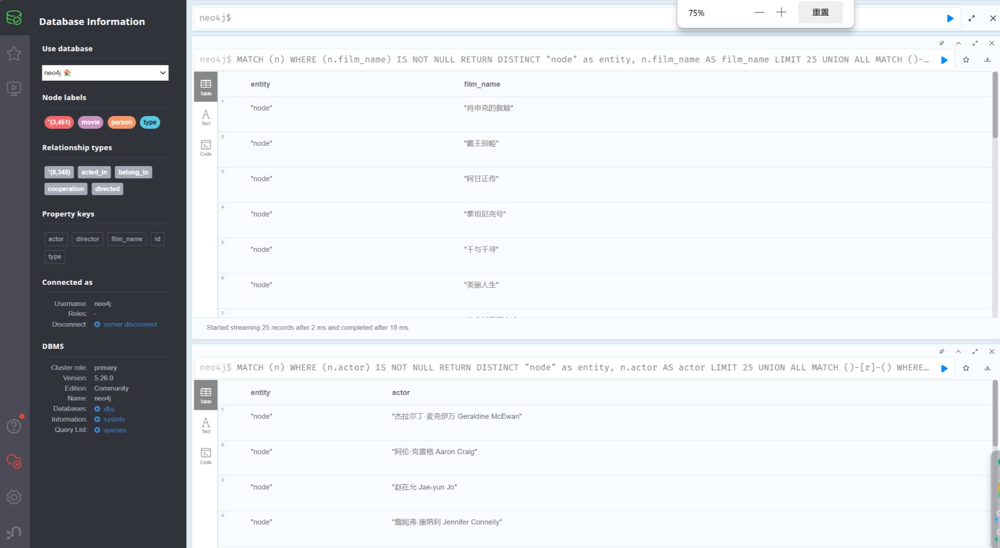 Database Information
Use database
neo4j
Node labels
*(3,451) movie person type
Relationship types
*(8,348) acted_in belong_to
cooperation directed
Property keys
actor director film_name id
type
Connected as
Username: neo4j
Roles: -
Disconnect: :server disconnect
DBMS
Cluster role: primary
Version: 5.26.0
Edition: Community
Name: neo4j
Databases: :dbs
Information: :sysinfo
Query List: :queries
neo4j$
75% 重置
neo4j$ MATCH (n) WHERE (n.film_name) IS NOT NULL RETURN DISTINCT "node" as entity, n.film_name AS film_name LIMIT 25 UNION ALL MATCH ()-…
Table
Text
Code
entity film_name
1 "node" "肖申克的救赎"
2 "node" "霸王别姬"
3 "node" "阿甘正传"
4 "node" "泰坦尼克号"
5 "node" "千与千寻"
6 "node" "美丽人生"
7
Started streaming 25 records after 2 ms and completed after 18 ms.
neo4j$ MATCH (n) WHERE (n.actor) IS NOT NULL RETURN DISTINCT "node" as entity, n.actor AS actor LIMIT 25 UNION ALL MATCH ()-[r]-() WHERE…
Table
Text
Code
entity actor
1 "node" "杰拉尔丁·麦克伊万 Geraldine McEwan"
2 "node" "阿伦·克雷格 Aaron Craig"
3 "node" "赵在允 Jae-yun Jo"
4 "node" "詹妮弗·康纳利 Jennifer Connelly"